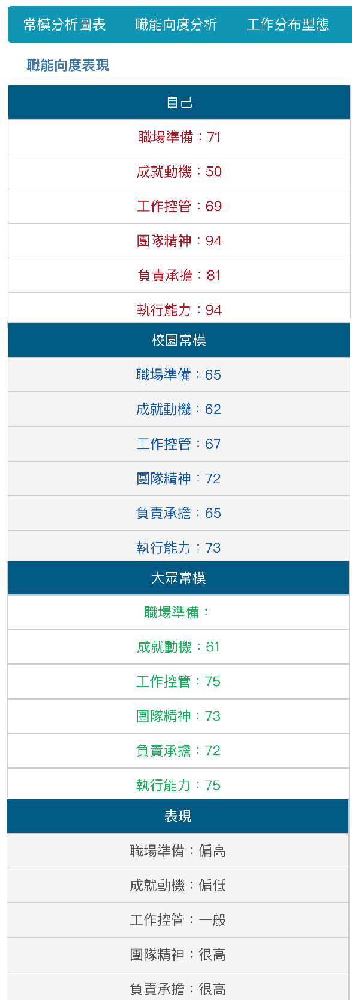 常模分析圖表 職能向度分析 工作分布型態
職能向度表現
自己
職場準備：71
成就動機：50
工作控管：69
團隊精神：94
負責承擔：81
執行能力：94
校園常模
職場準備：65
成就動機：62
工作控管：67
團隊精神：72
負責承擔：65
執行能力：73
大眾常模
職場準備：
成就動機：61
工作控管：75
團隊精神：73
負責承擔：72
執行能力：75
表現
職場準備：偏高
成就動機：偏低
工作控管：一般
團隊精神：很高
負責承擔：很高